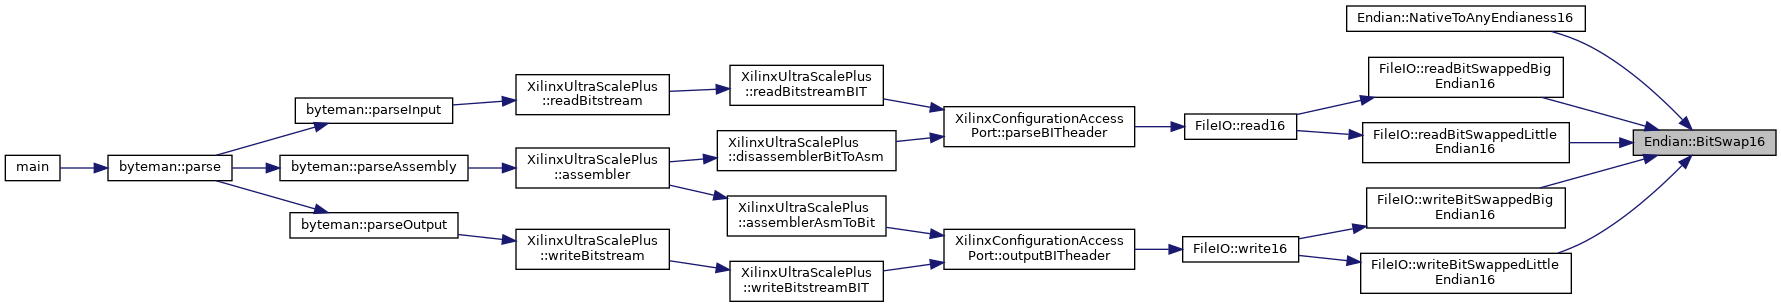 main
byteman::parse
byteman::parseInput
byteman::parseAssembly
byteman::parseOutput
XilinxUltraScalePlus
::readBitstream
XilinxUltraScalePlus
::assembler
XilinxUltraScalePlus
::writeBitstream
XilinxUltraScalePlus
::readBitstreamBIT
XilinxUltraScalePlus
::disassemblerBitToAsm
XilinxUltraScalePlus
::assemblerAsmToBit
XilinxUltraScalePlus
::writeBitstreamBIT
XilinxConfigurationAccess
Port::parseBITheader
XilinxConfigurationAccess
Port::outputBITheader
FileIO::read16
FileIO::write16
Endian::NativeToAnyEndianess16
FileIO::readBitSwappedBig
Endian16
FileIO::readBitSwappedLittle
Endian16
FileIO::writeBitSwappedBig
Endian16
FileIO::writeBitSwappedLittle
Endian16
Endian::BitSwap16